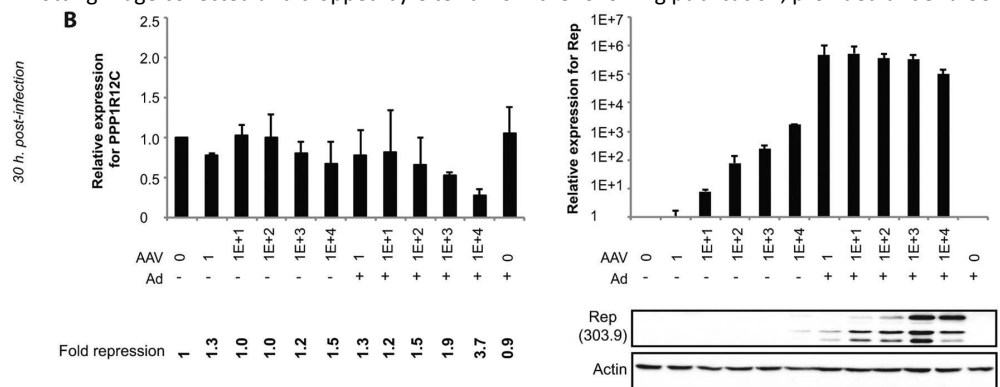 B
30 h. post-infection
Relative expression
for PPP1R12C
2.5
2.0
1.5
1.0
0.5
0
AAV 0 1 1E+1 1E+2 1E+3 1E+4 1 1E+1 1E+2 1E+3 1E+4 0
Ad - - - - - - + + + + + +
Fold repression 1 1.3 1.0 1.0 1.2 1.5 1.3 1.2 1.5 1.9 3.7 0.9
Relative expression for Rep
1E+7
1E+6
1E+5
1E+4
1E+3
1E+2
1E+1
1
AAV 0 1 1E+1 1E+2 1E+3 1E+4 1 1E+1 1E+2 1E+3 1E+4 0
Ad - - - - - - + + + + + +
Rep
(303.9)
Actin